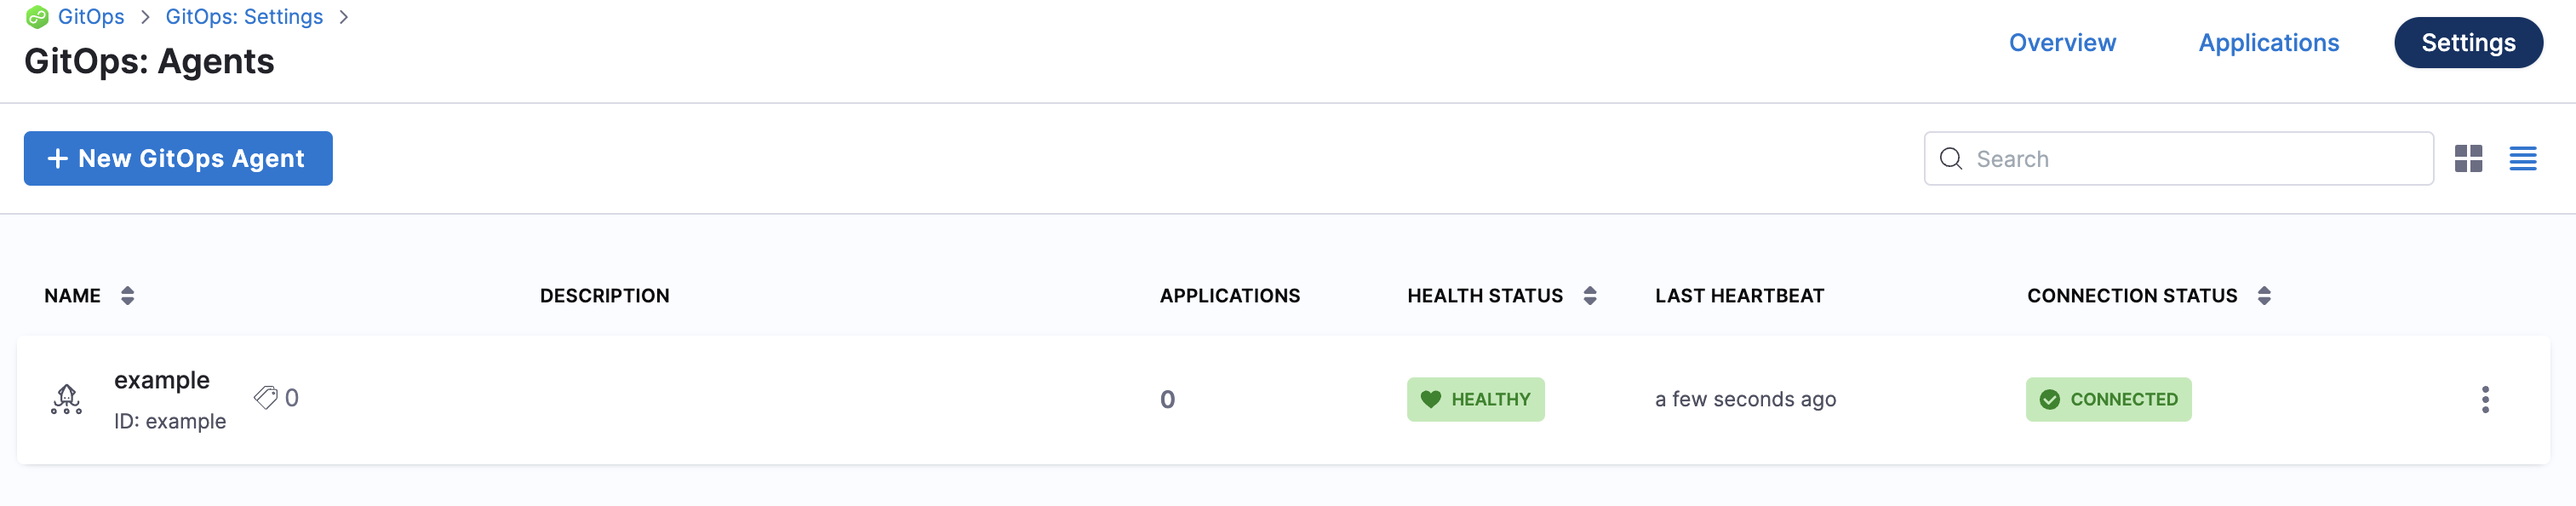 GitOps > GitOps: Settings >
GitOps: Agents
Overview Applications Settings
+ New GitOps Agent
Search
NAME DESCRIPTION APPLICATIONS HEALTH STATUS LAST HEARTBEAT CONNECTION STATUS
example
0 0 HEALTHY a few seconds ago CONNECTED
ID: example